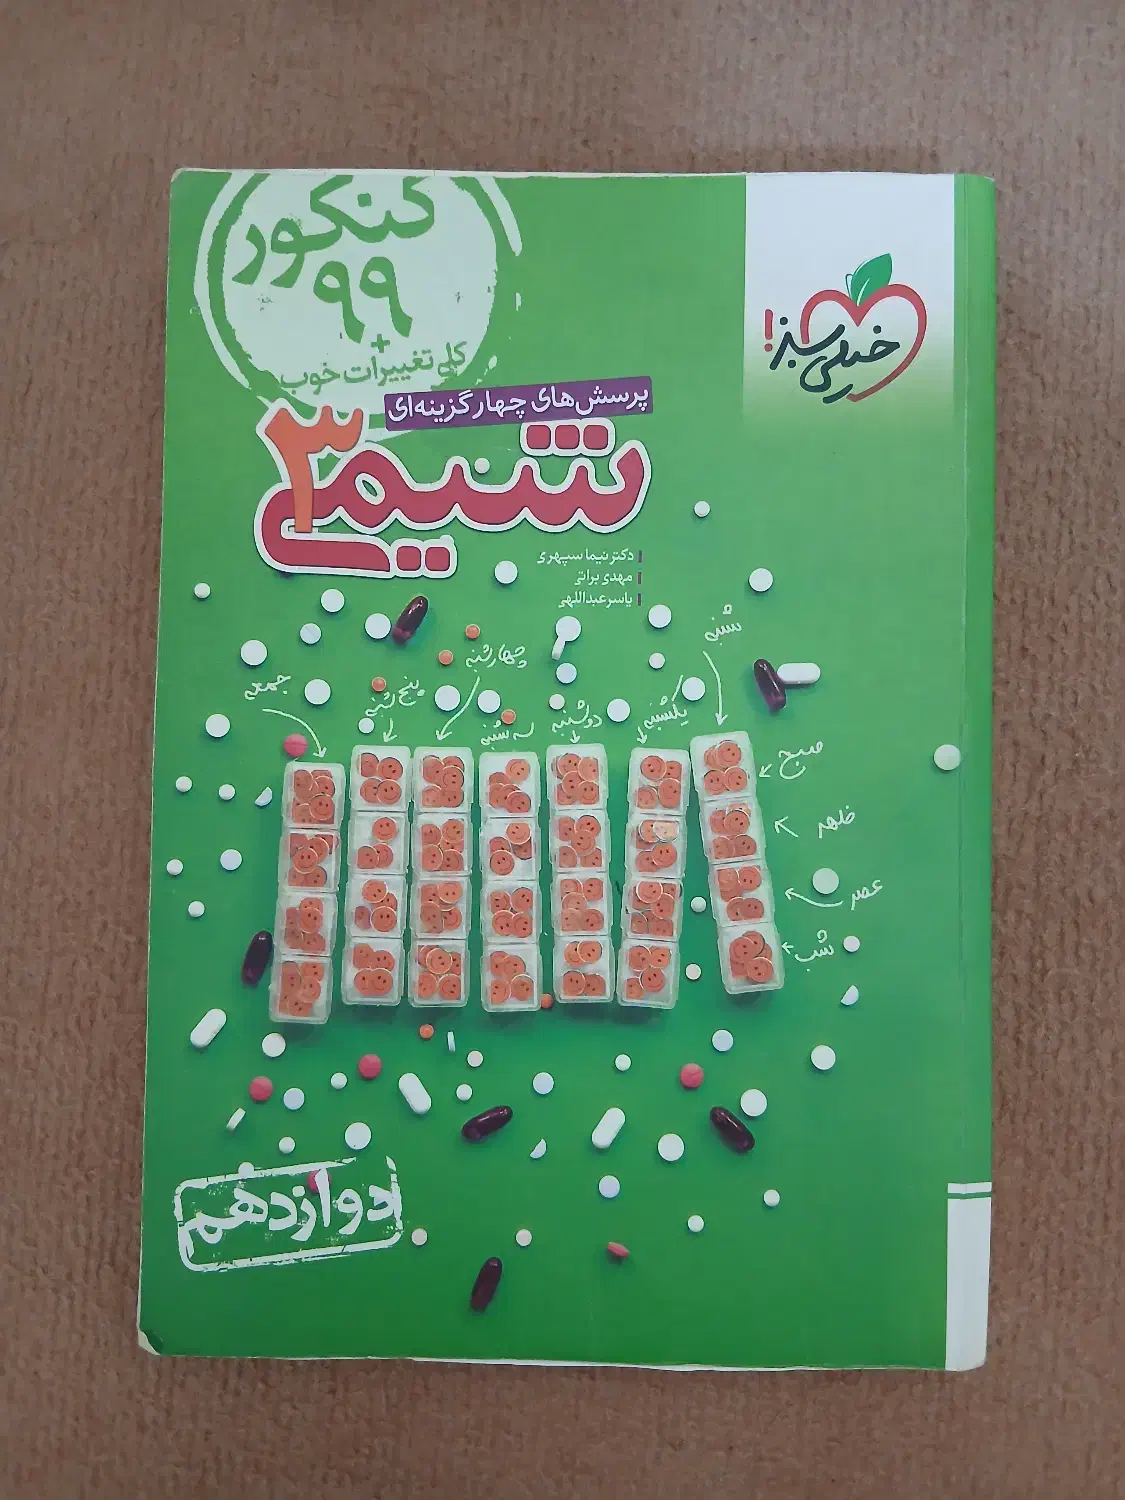 کنکور
۹۹
+
کلی تغییرات خوب
خیلی سبز!
پرسش‌های چهارگزینه‌ای
شیمی ۳
دکتر نیما سپهری
مهدی براتی
یاسر عبداللهی
شنبه
یکشنبه
دوشنبه
سه شنبه
چهارشنبه
پنج شنبه
جمعه
صبح
ظهر
عصر
شب
دوازدهم